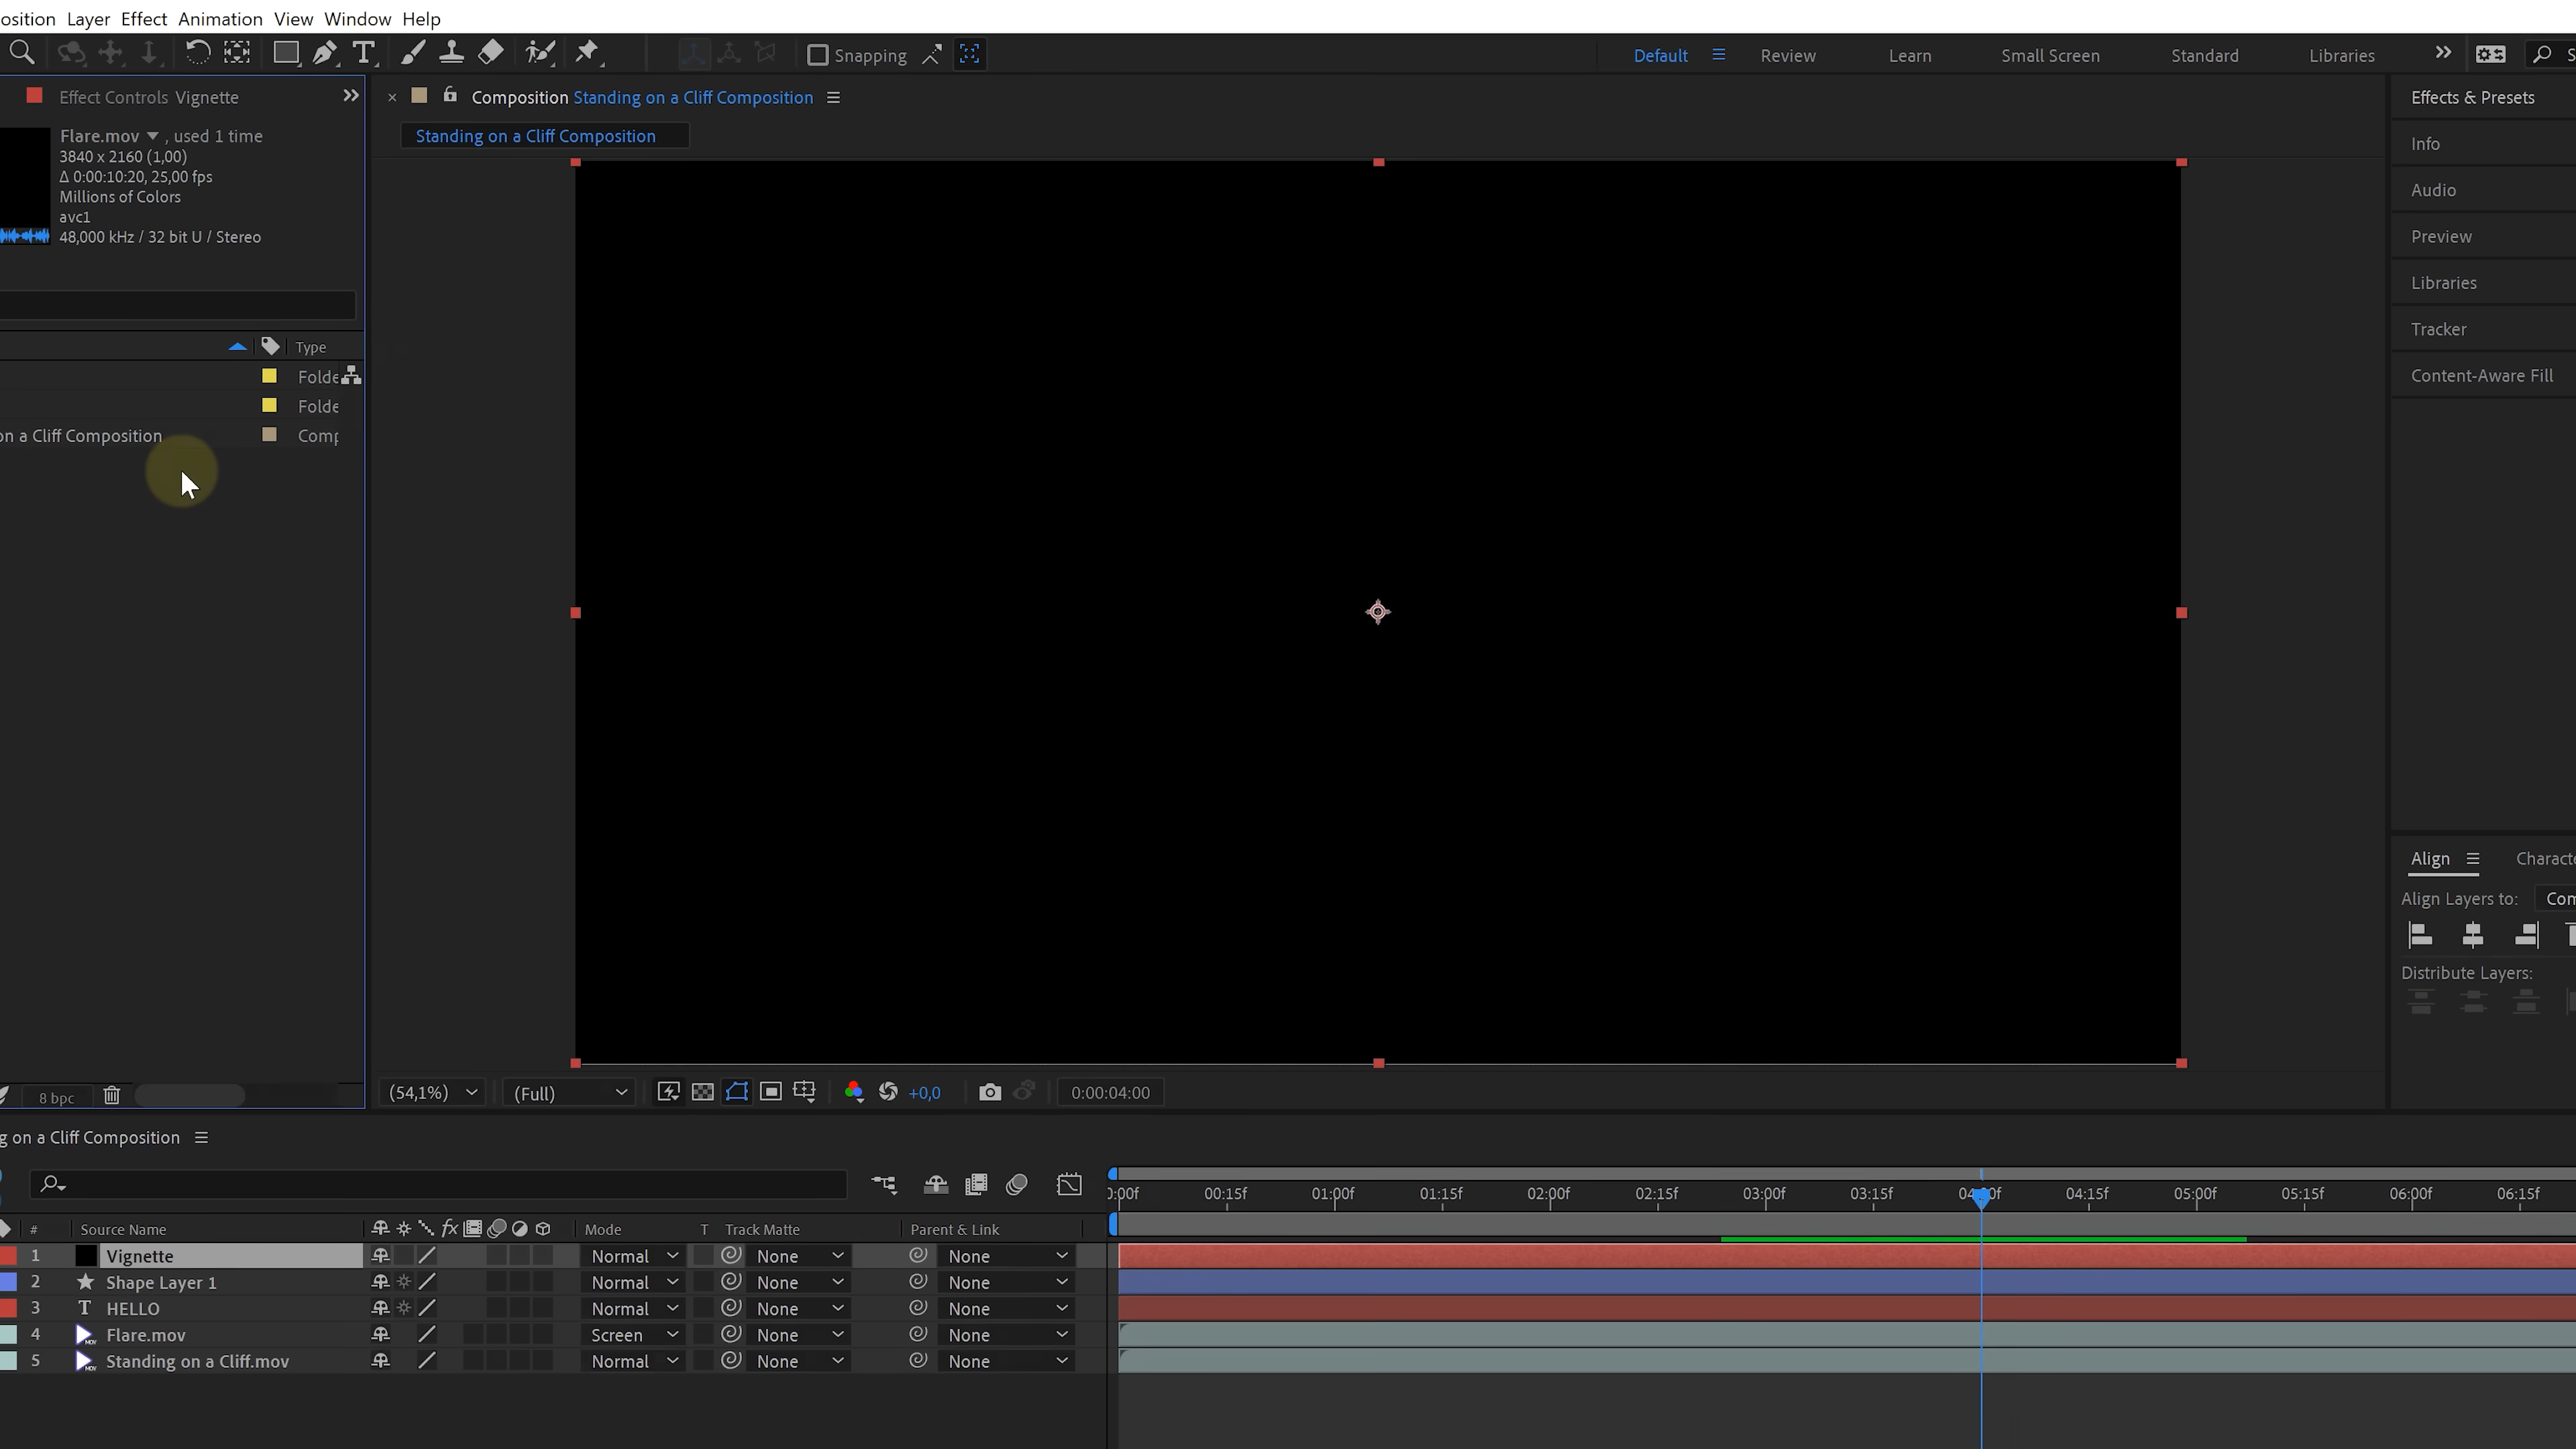 osition Layer Effect Animation View Window Help
Snapping
Default Review Learn Small Screen Standard Libraries
Effect Controls Vignette
Composition Standing on a Cliff Composition
Standing on a Cliff Composition
Flare.mov , used 1 time
3840 x 2160 (1,00)
Δ 0:00:10:20, 25,00 fps
Millions of Colors
avc1
48,000 kHz / 32 bit U / Stereo
Type
Folde
Folde
on a Cliff Composition Comp
8 bpc
Effects & Presets
Info
Audio
Preview
Libraries
Tracker
Content-Aware Fill
Align Characte
Align Layers to: Com
Distribute Layers:
(54,1%) (Full) +0,0 0:00:04:00
g on a Cliff Composition
):00f 00:15f 01:00f 01:15f 02:00f 02:15f 03:00f 03:15f 04:00f 04:15f 05:00f 05:15f 06:00f 06:15f
# Source Name fx Mode T Track Matte Parent & Link
1 Vignette Normal None None
2 Shape Layer 1 Normal None None
3 T HELLO Normal None None
4 Flare.mov Screen None None
5 Standing on a Cliff.mov Normal None None